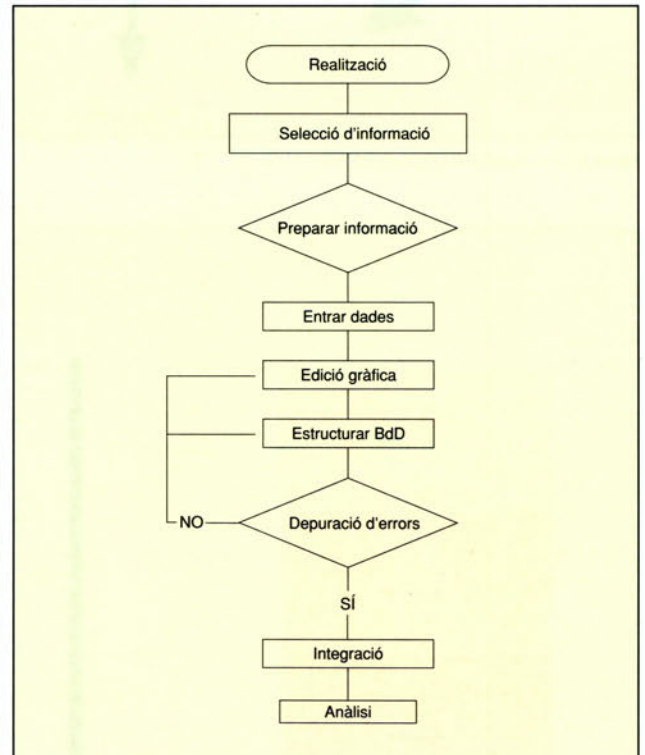 Realització
Selecció d'informació
Preparar informació
Entrar dades
Edició gràfica
Estructurar BdD
NO
Depuració d'errors
SÍ
Integració
Anàlisi